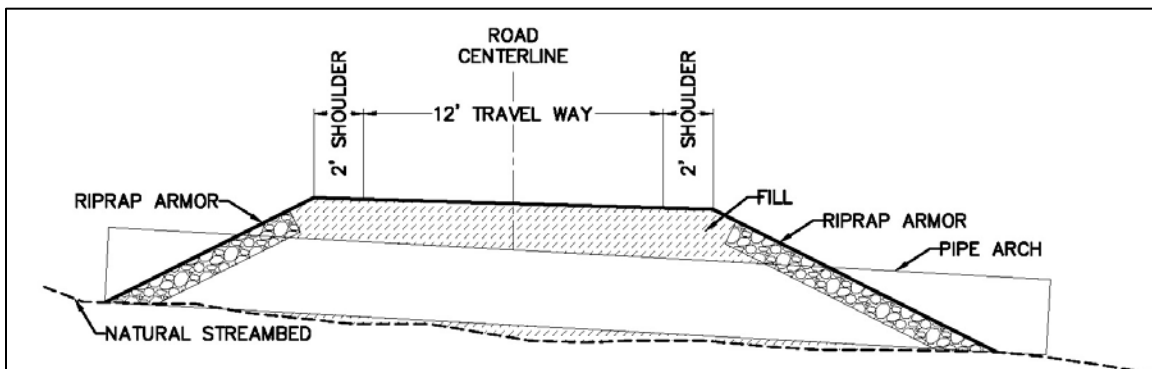 ROAD
CENTERLINE
2' SHOULDER
12' TRAVEL WAY
2' SHOULDER
RIPRAP ARMOR
FILL
RIPRAP ARMOR
PIPE ARCH
NATURAL STREAMBED